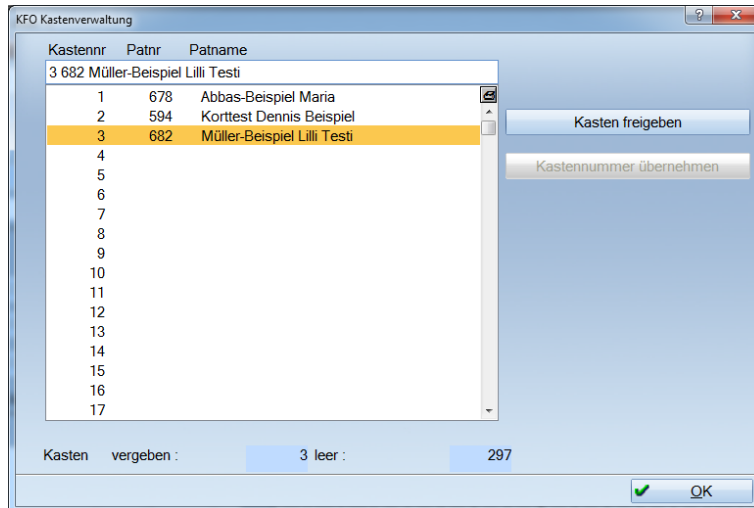 KFO Kastenverwaltung
Kastennr Patnr Patname
3 682 Müller-Beispiel Lilli Testi
1 678 Abbas-Beispiel Maria
2 594 Korttest Dennis Beispiel
Kasten freigeben
3 682 Müller-Beispiel Lilli Testi
4
Kastennummer übernehmen
5
6
7
8
9
10
11
12
13
14
15
16
17
Kasten vergeben : 3 leer : 297
OK